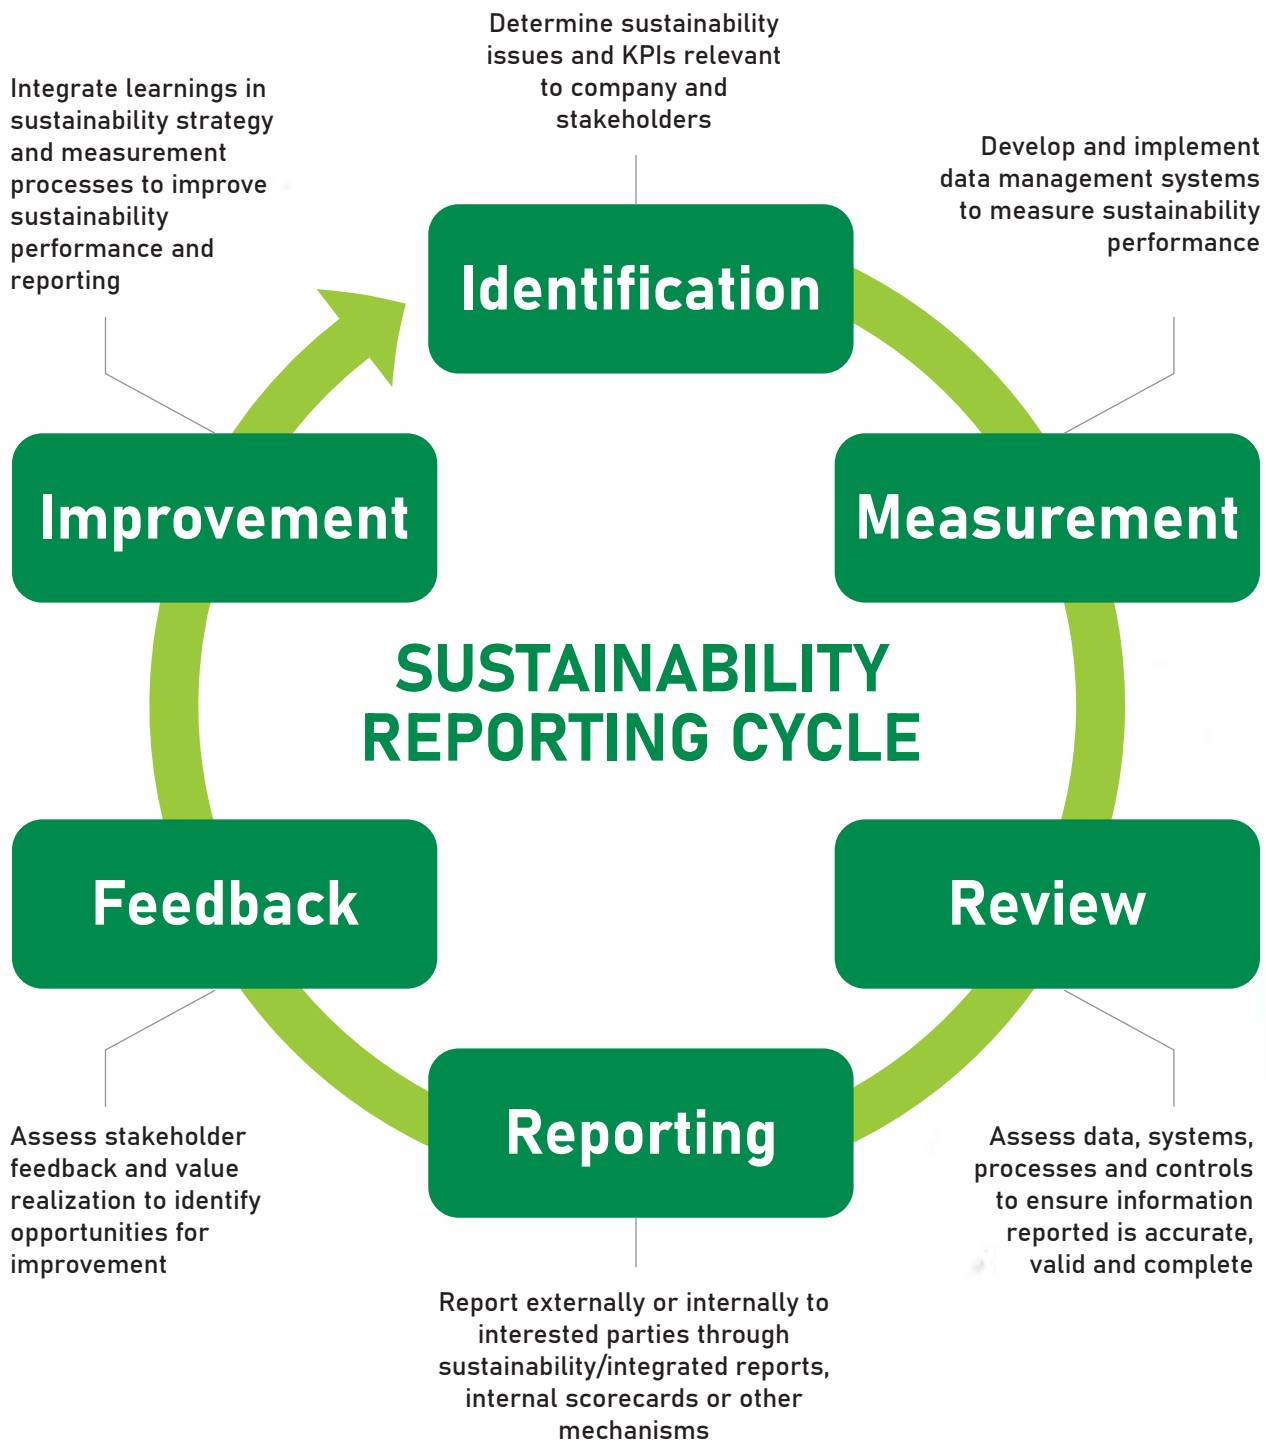 Determine sustainability
issues and KPIs relevant
to company and
stakeholders
Identification
Develop and implement
data management systems
to measure sustainability
performance
Measurement
Review
Assess data, systems,
processes and controls
to ensure information
reported is accurate,
valid and complete
Reporting
Report externally or internally to
interested parties through
sustainability/integrated reports,
internal scorecards or other
mechanisms
Feedback
Assess stakeholder
feedback and value
realization to identify
opportunities for
improvement
Integrate learnings in
sustainability strategy
and measurement
processes to improve
sustainability
performance and
reporting
Improvement
SUSTAINABILITY
REPORTING CYCLE